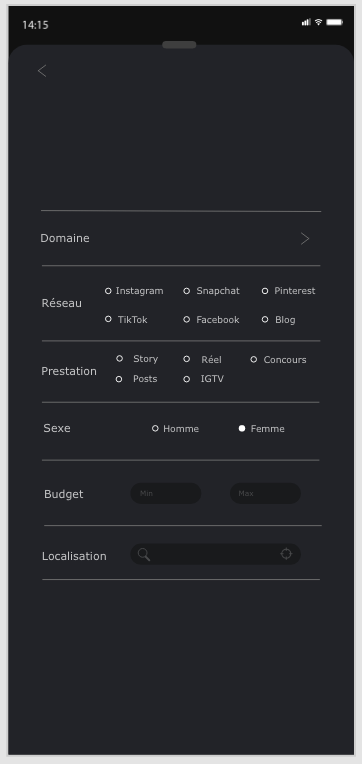 14:15
Domaine
Réseau
Instagram Snapchat Pinterest
TikTok Facebook Blog
Prestation
Story Réel Concours
Posts IGTV
Sexe Homme Femme
Budget Min Max
Localisation